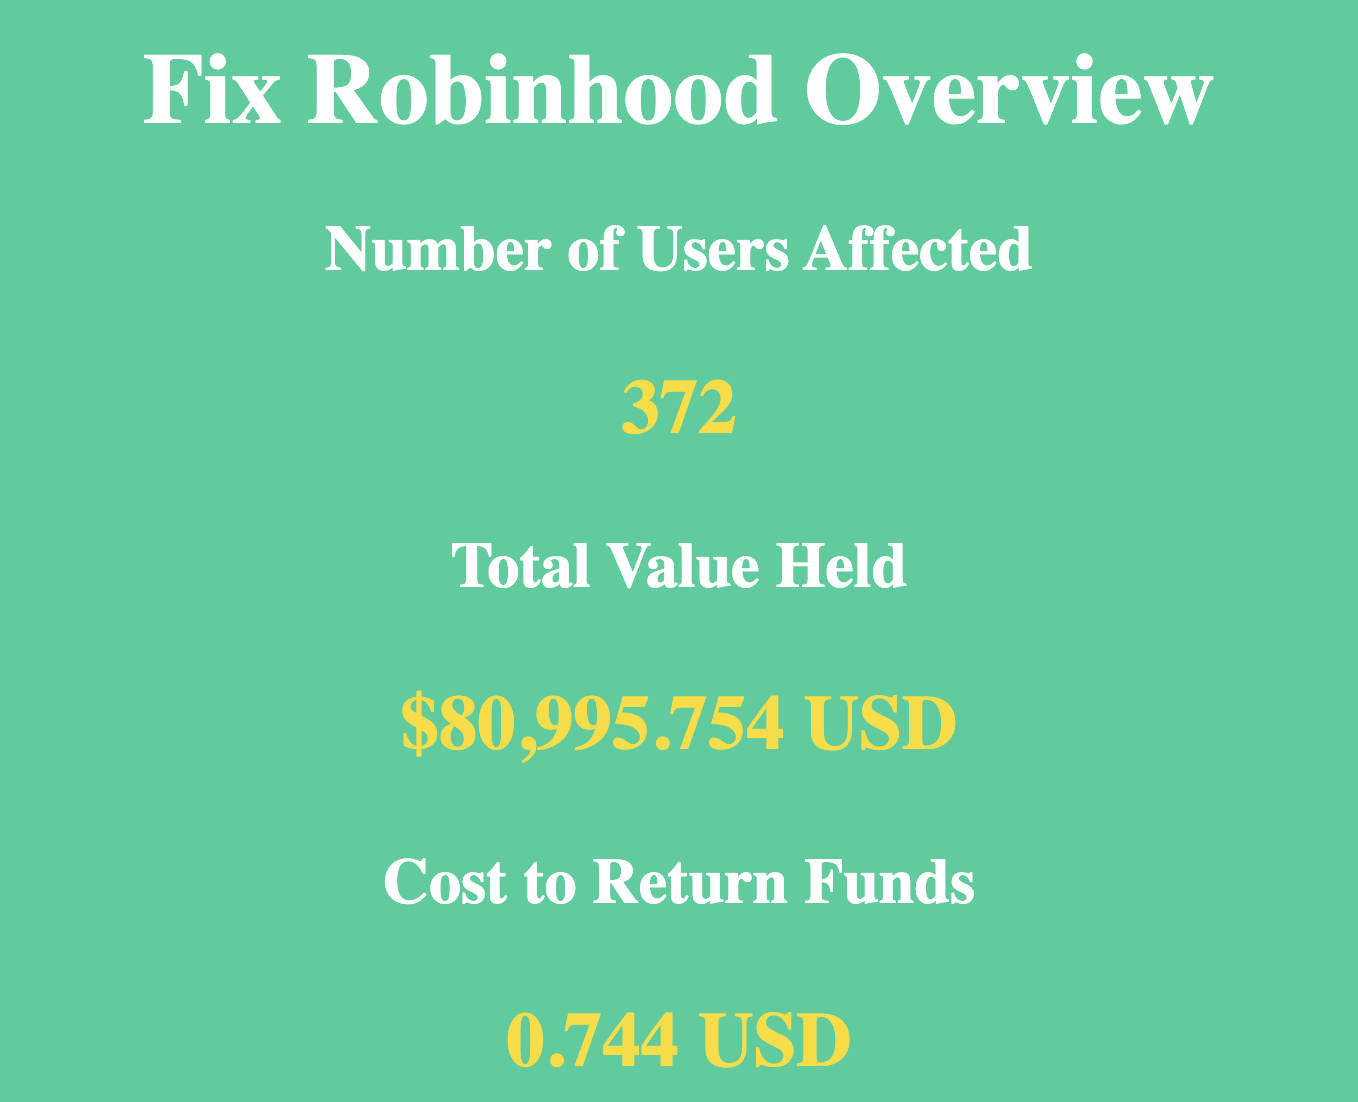 Fix Robinhood Overview
Number of Users Affected
372
Total Value Held
$80,995.754 USD
Cost to Return Funds
0.744 USD